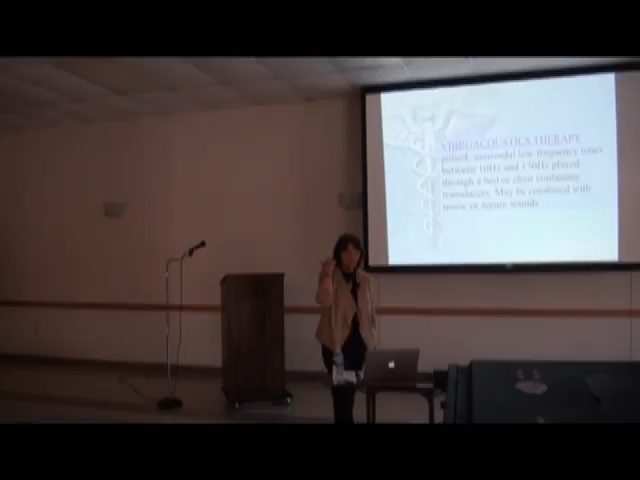 VIBROACOUSTICS THERAPY
pulsed, sinusoidal low frequency tones
between 10Hz and 150Hz played
through a bed or chair containing
transducers. May be combined with
music or nature sounds